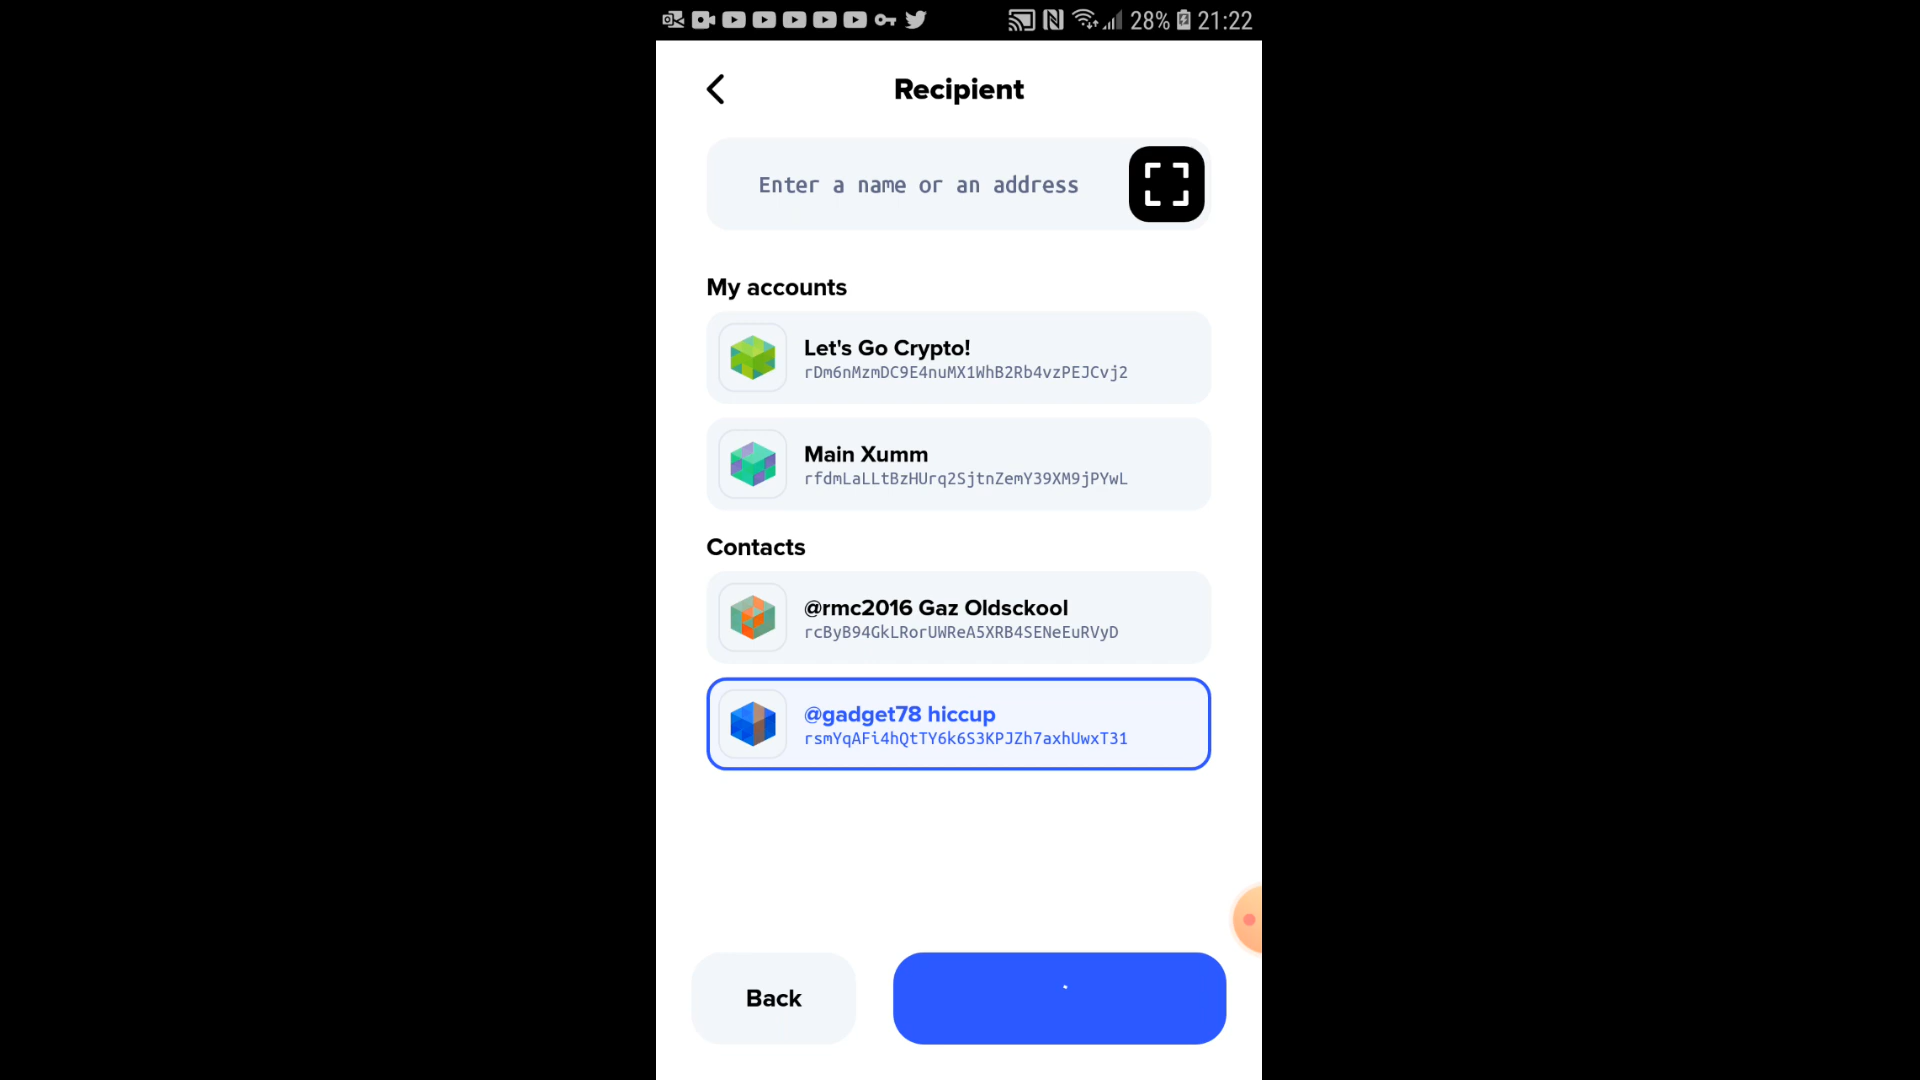 28% 21:22
Recipient
Enter a name or an address
My accounts
Let's Go Crypto!
rDm6nMzmDC9E4nuMX1WhB2Rb4vzPEJCvj2
Main Xumm
rfdmLaLLtBzHUrq2SjtnZemY39XM9jPYwL
Contacts
@rmc2016 Gaz Oldsckool
rcByB94GkLRorUWReA5XRB4SENeEuRVyD
@gadget78 hiccup
rsmYqAFi4hQtTY6k6S3KPJZh7axhUwxT31
Back